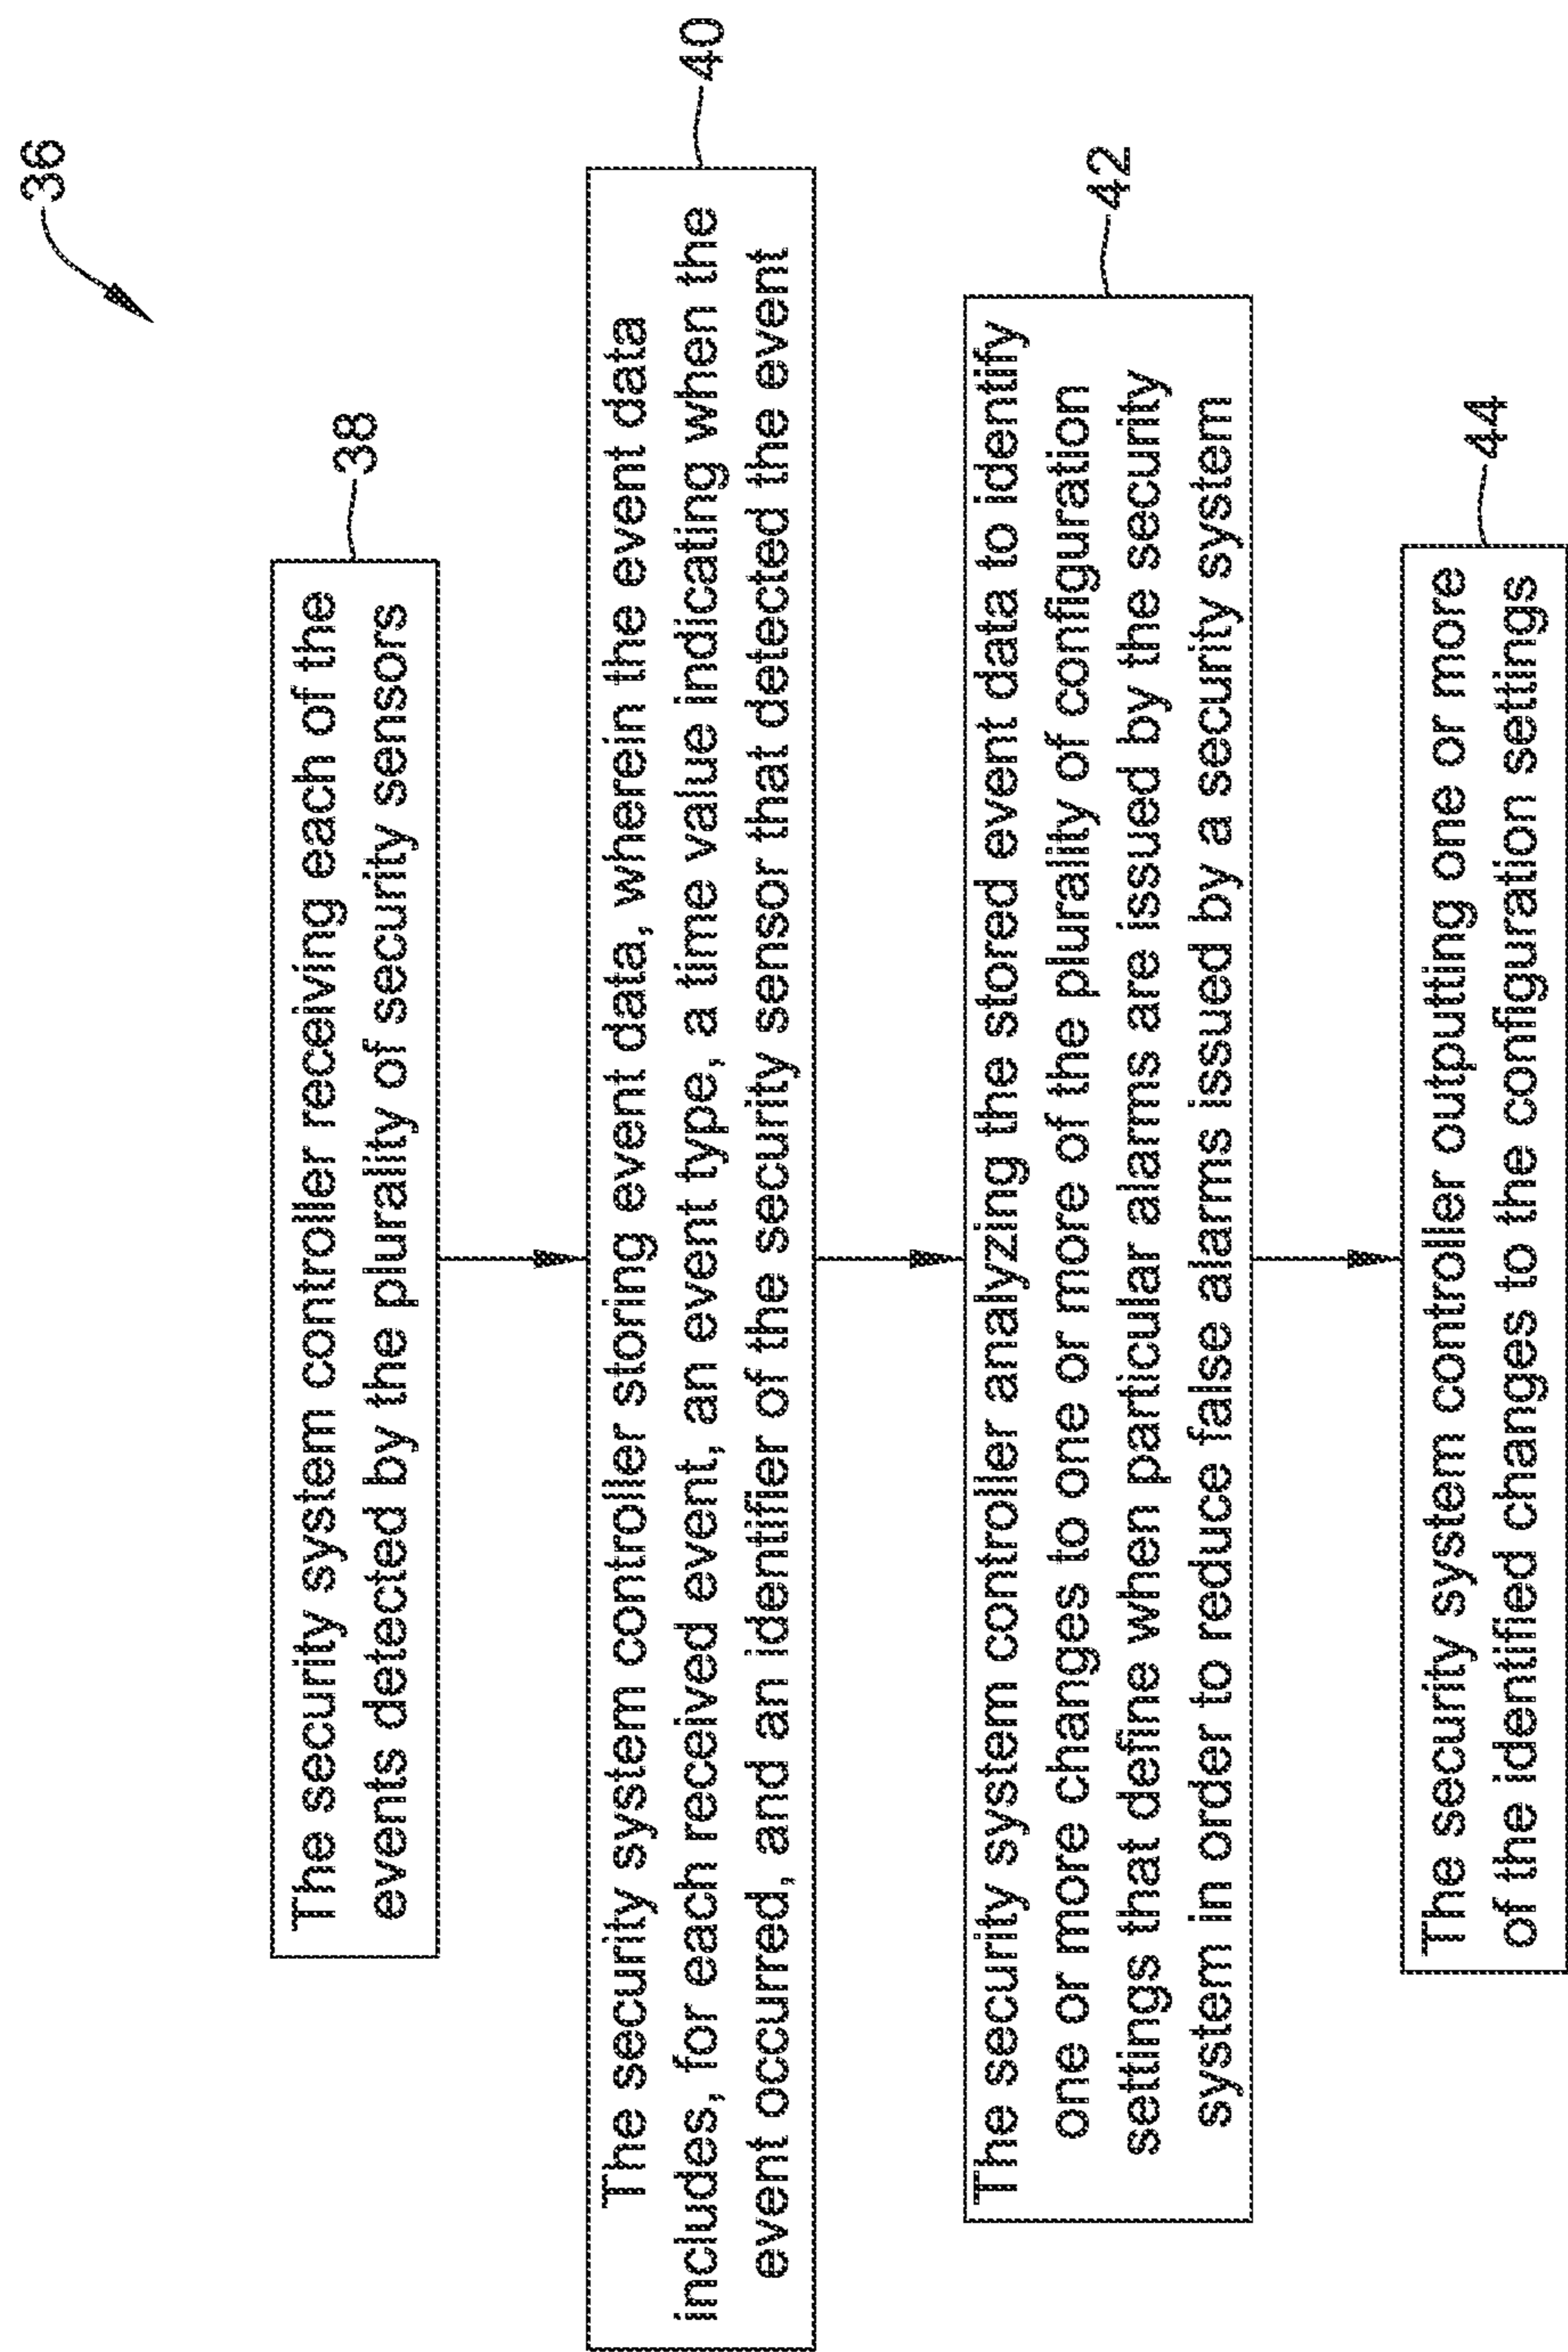 36
The security system controller receiving each of the
events detected by the plurality of security sensors
38
The security system controller storing event data, wherein the event data
includes, for each received event, an event type, a time value indicating when the
event occurred, and an identifier of the security sensor that detected the event
40
The security system controller analyzing the stored event data to identify
one or more changes to one or more of the plurality of configuration
settings that define when particular alarms are issued by the security
system in order to reduce false alarms issued by a security system
42
The security system controller outputting one or more
of the identified changes to the configuration settings
44